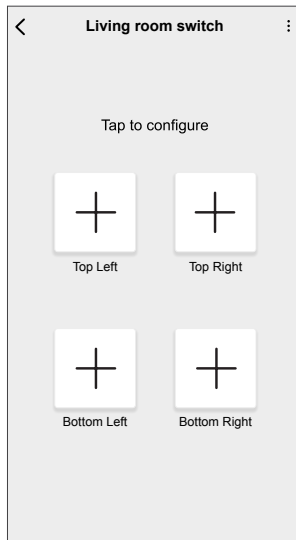 Living room switch
Tap to configure
Top Left
Top Right
Bottom Left
Bottom Right